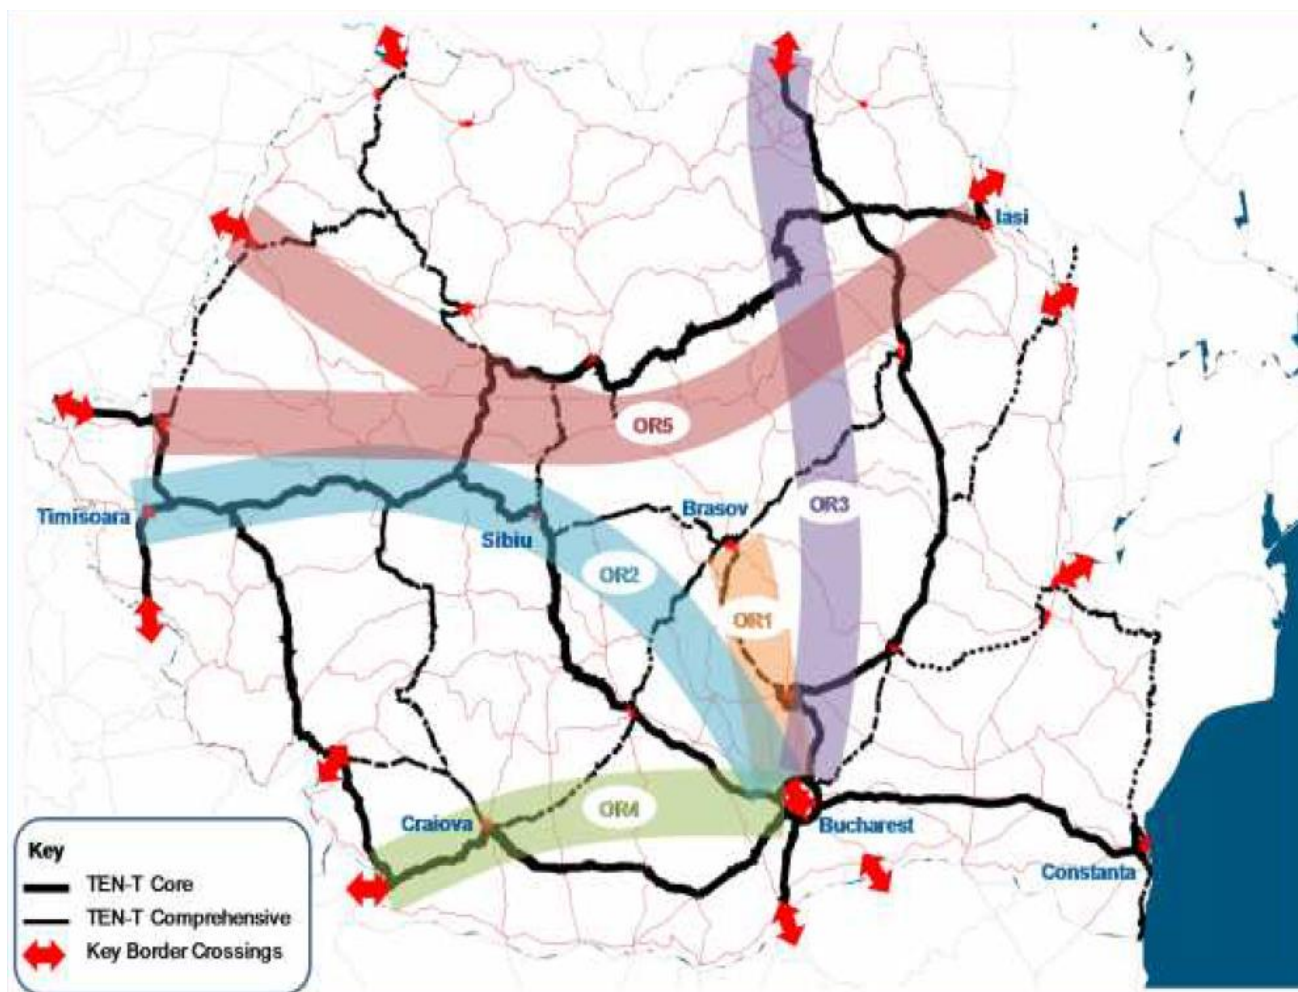 Iasi
OR5
Timisoara
Sibiu
Brasov
OR3
OR2
OR1
Craiova
OR4
Bucharest
Constanta
Key
TEN-T Core
TEN-T Comprehensive
Key Border Crossings